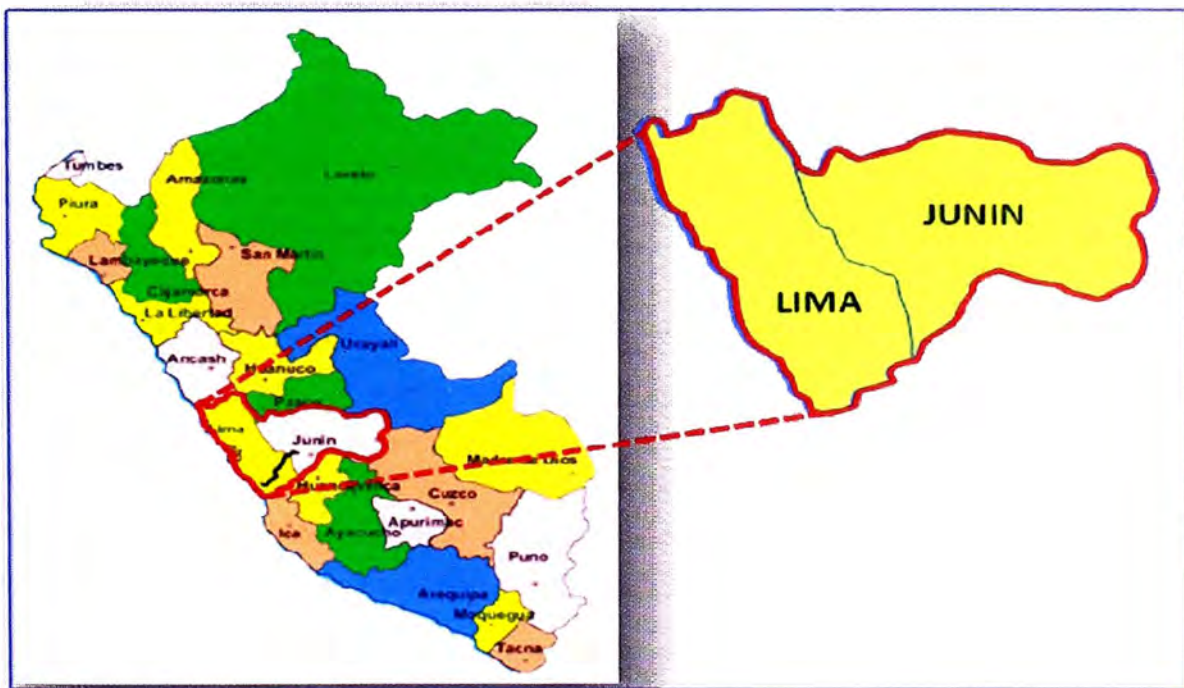 Tumbes
Piura
Amazonas
Loreto
Lambayeque
San Martin
Cajamarca
La Libertad
Ancash
Huanuco
Ucayali
Pasco
Lima
Junin
Madre de Dios
Huancavelica
Cuzco
Ica
Ayacucho
Apurimac
Puno
Arequipa
Moquegua
Tacna
JUNIN
LIMA